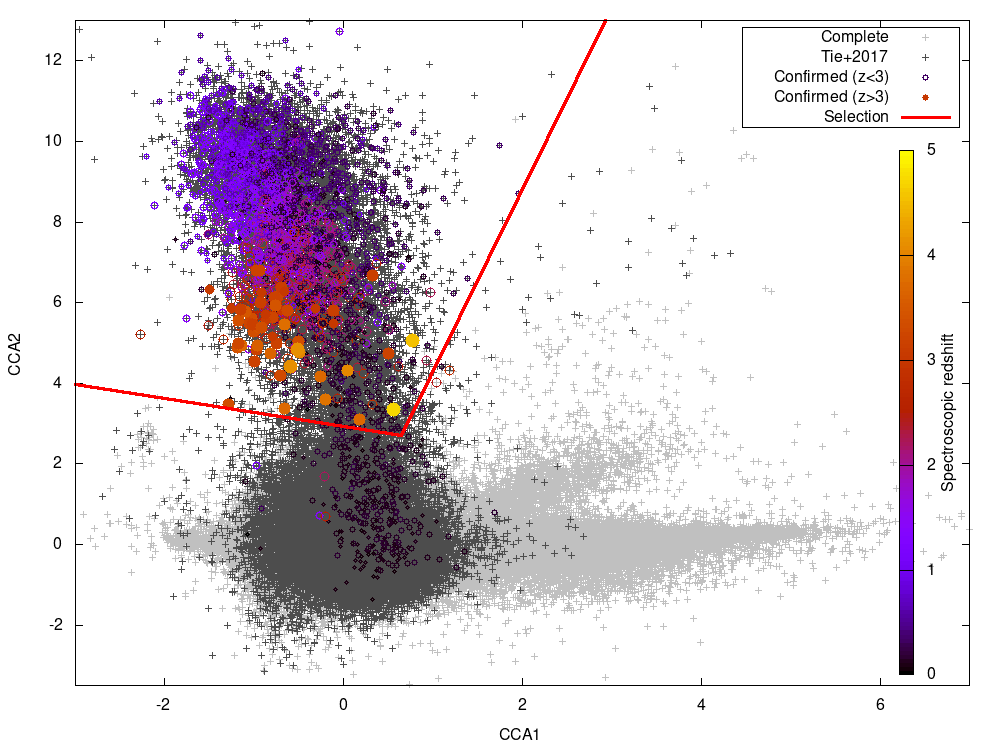 Complete
Tie+2017
Confirmed (z<3)
Confirmed (z>3)
Selection
12
10
8
6
4
2
0
-2
CCA2
-2
0
2
4
6
CCA1
5
4
3
2
1
0
Spectroscopic redshift